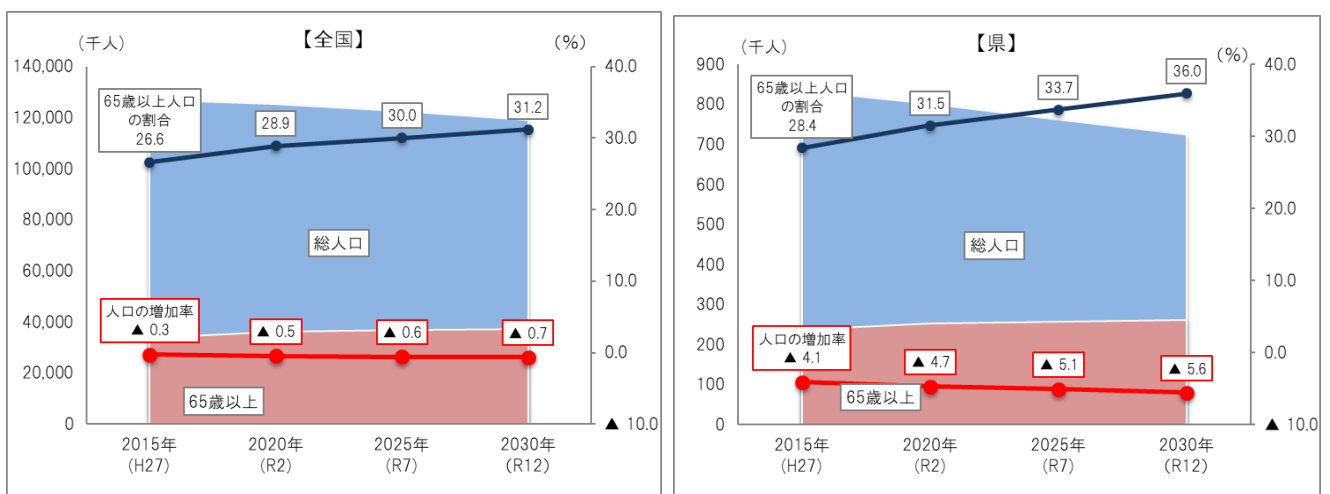 【全国】
（千人）
（%）
140,000
120,000
100,000
80,000
60,000
40,000
20,000
0
40.0
30.0
20.0
10.0
0.0
▲ 10.0
65歳以上人口
の割合
26.6
28.9
30.0
31.2
総人口
人口の増加率
▲ 0.3
▲ 0.5
▲ 0.6
▲ 0.7
65歳以上
2015年
(H27)
2020年
(R2)
2025年
(R7)
2030年
(R12)
【県】
（千人）
（%）
900
800
700
600
500
400
300
200
100
0
40.0
30.0
20.0
10.0
0.0
▲ 10.0
65歳以上人口
の割合
28.4
31.5
33.7
36.0
総人口
人口の増加率
▲ 4.1
▲ 4.7
▲ 5.1
▲ 5.6
65歳以上
2015年
(H27)
2020年
(R2)
2025年
(R7)
2030年
(R12)